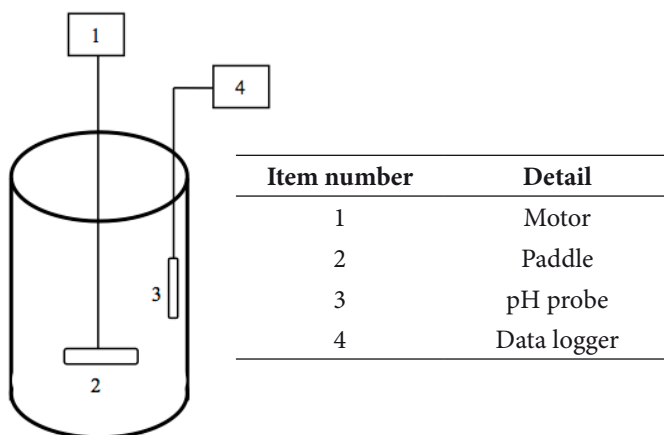 1
4
3
2
Item number Detail
1 Motor
2 Paddle
3 pH probe
4 Data logger